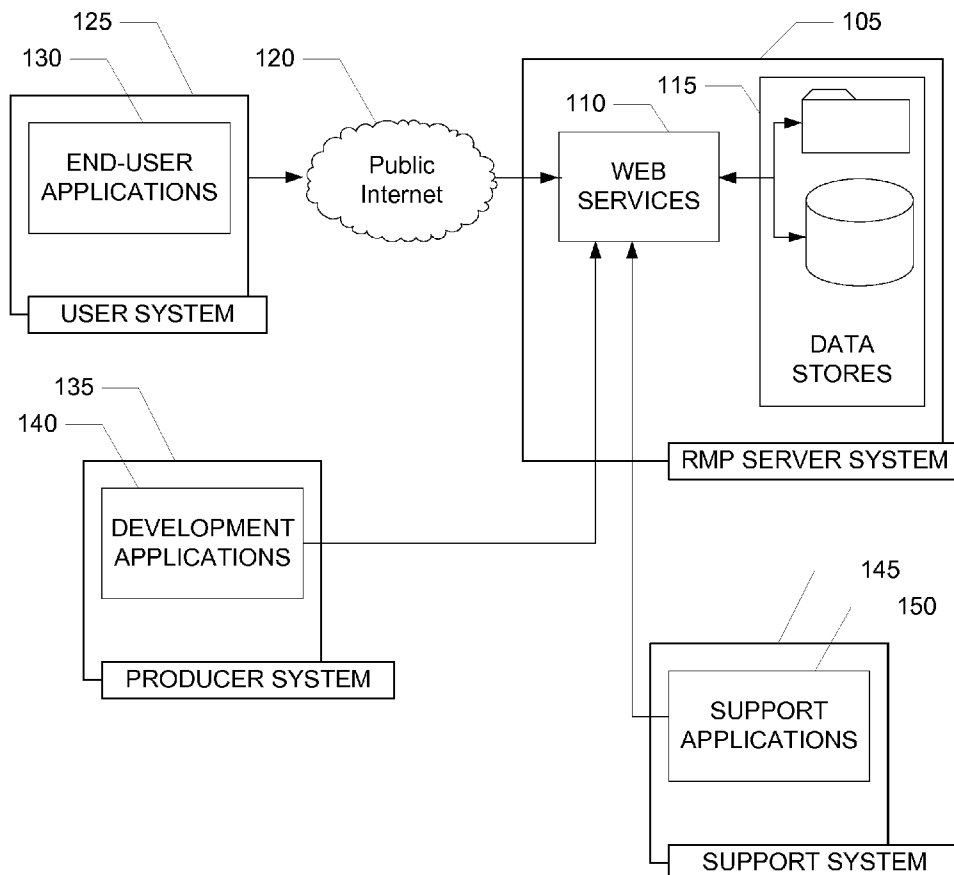 125
130
120
105
110
115
END-USER
APPLICATIONS
Public
Internet
WEB
SERVICES
USER SYSTEM
DATA
STORES
135
140
RMP SERVER SYSTEM
DEVELOPMENT
APPLICATIONS
145
150
PRODUCER SYSTEM
SUPPORT
APPLICATIONS
SUPPORT SYSTEM